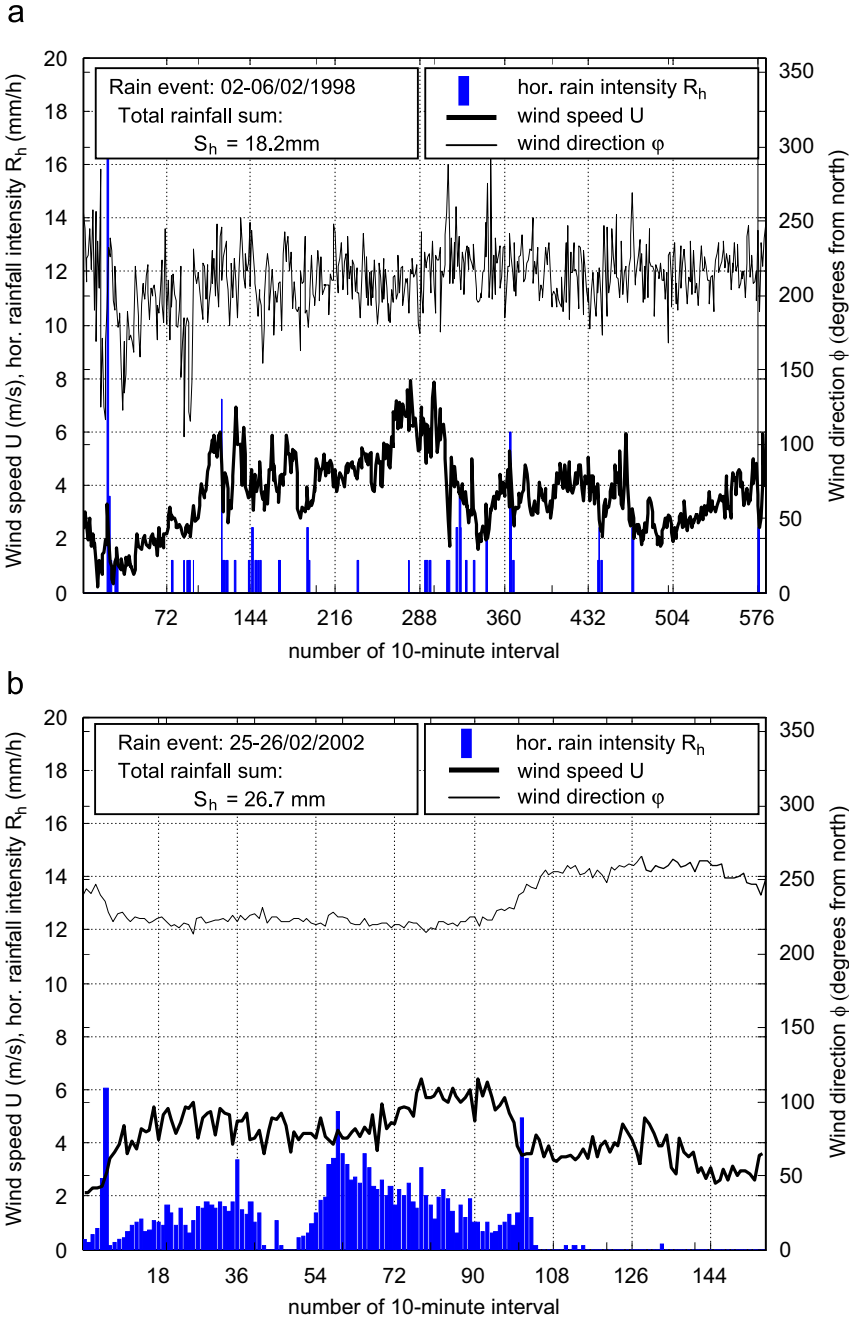 a
Wind speed U (m/s), hor. rainfall intensity R_h (mm/h)
20
18
16
14
12
10
8
6
4
2
0
Rain event: 02-06/02/1998
Total rainfall sum:
S_h = 18.2mm
hor. rain intensity R_h
wind speed U
wind direction φ
350
300
250
200
150
100
50
0
Wind direction ϕ (degrees from north)
72 144 216 288 360 432 504 576
number of 10-minute interval
b
Wind speed U (m/s), hor. rainfall intensity R_h (mm/h)
20
18
16
14
12
10
8
6
4
2
0
Rain event: 25-26/02/2002
Total rainfall sum:
S_h = 26.7 mm
hor. rain intensity R_h
wind speed U
wind direction φ
350
300
250
200
150
100
50
0
Wind direction ϕ (degrees from north)
18 36 54 72 90 108 126 144
number of 10-minute interval